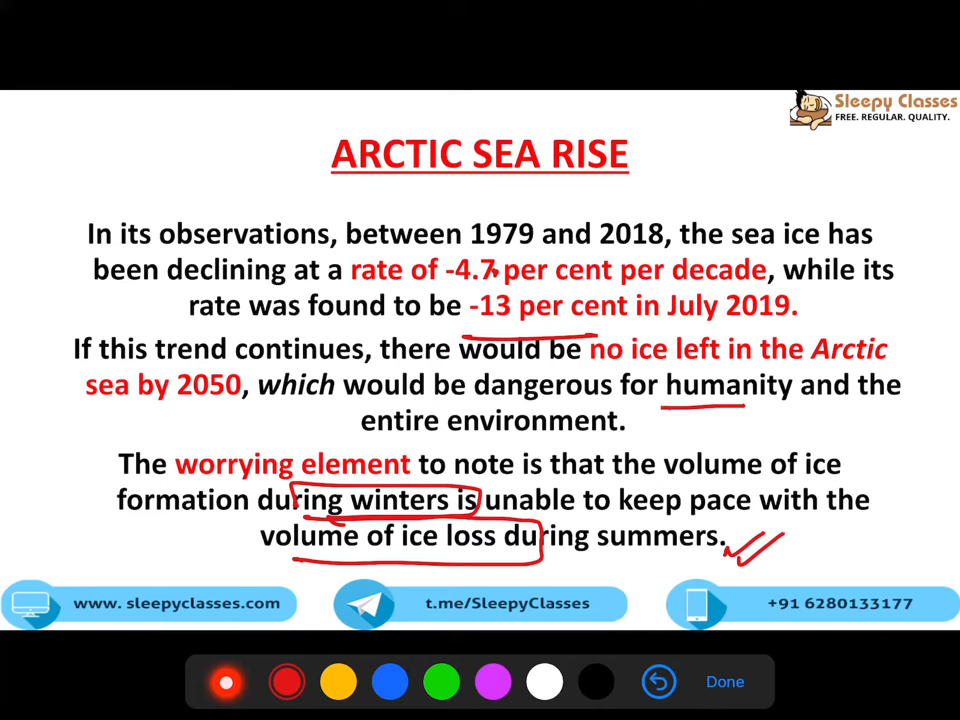 Sleepy Classes
FREE. REGULAR. QUALITY.
ARCTIC SEA RISE
In its observations, between 1979 and 2018, the sea ice has
been declining at a rate of -4.7 per cent per decade, while its
rate was found to be -13 per cent in July 2019.
If this trend continues, there would be no ice left in the Arctic
sea by 2050, which would be dangerous for humanity and the
entire environment.
The worrying element to note is that the volume of ice
formation during winters is unable to keep pace with the
volume of ice loss during summers.
www. sleepyclasses.com
t.me/SleepyClasses
+91 6280133177
Done